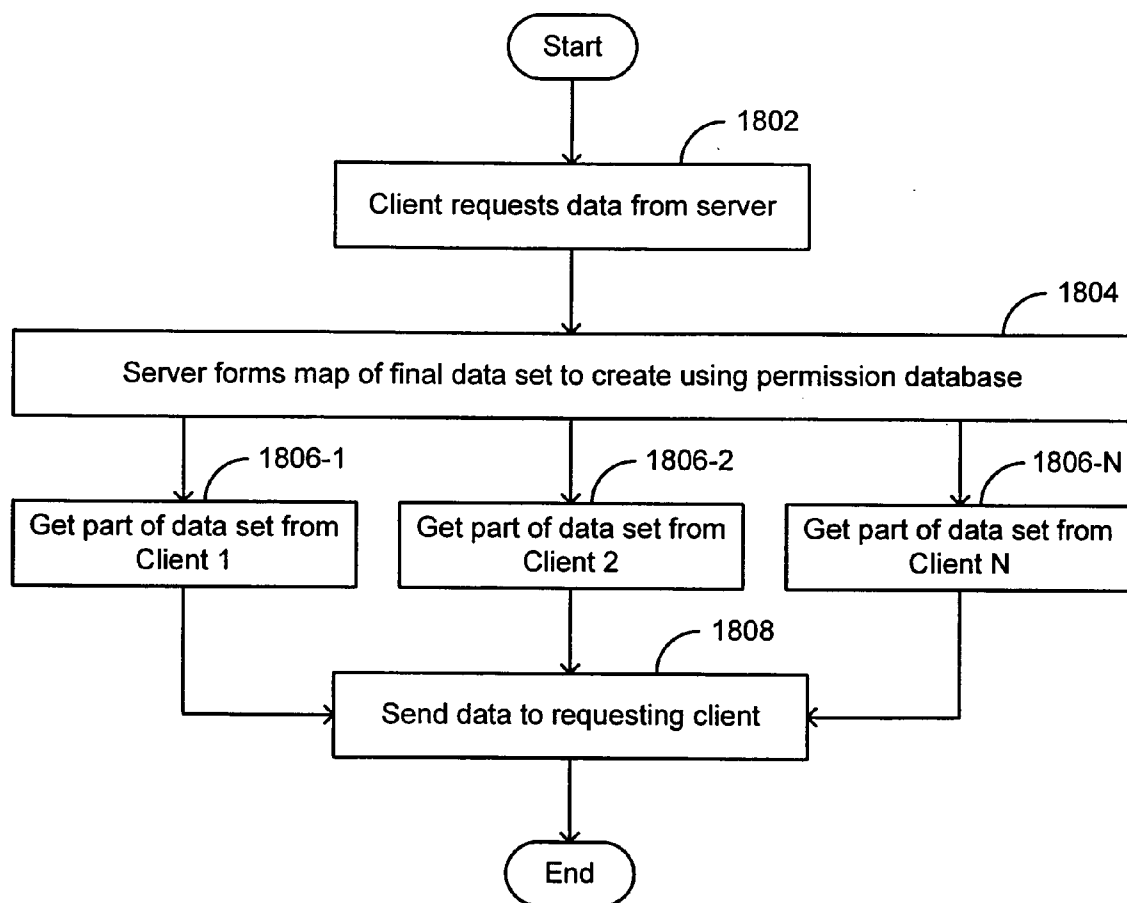 Start
1802
Client requests data from server
1804
Server forms map of final data set to create using permission database
1806-1
1806-2
1806-N
Get part of data set from
Client 1
Get part of data set from
Client 2
Get part of data set from
Client N
1808
Send data to requesting client
End